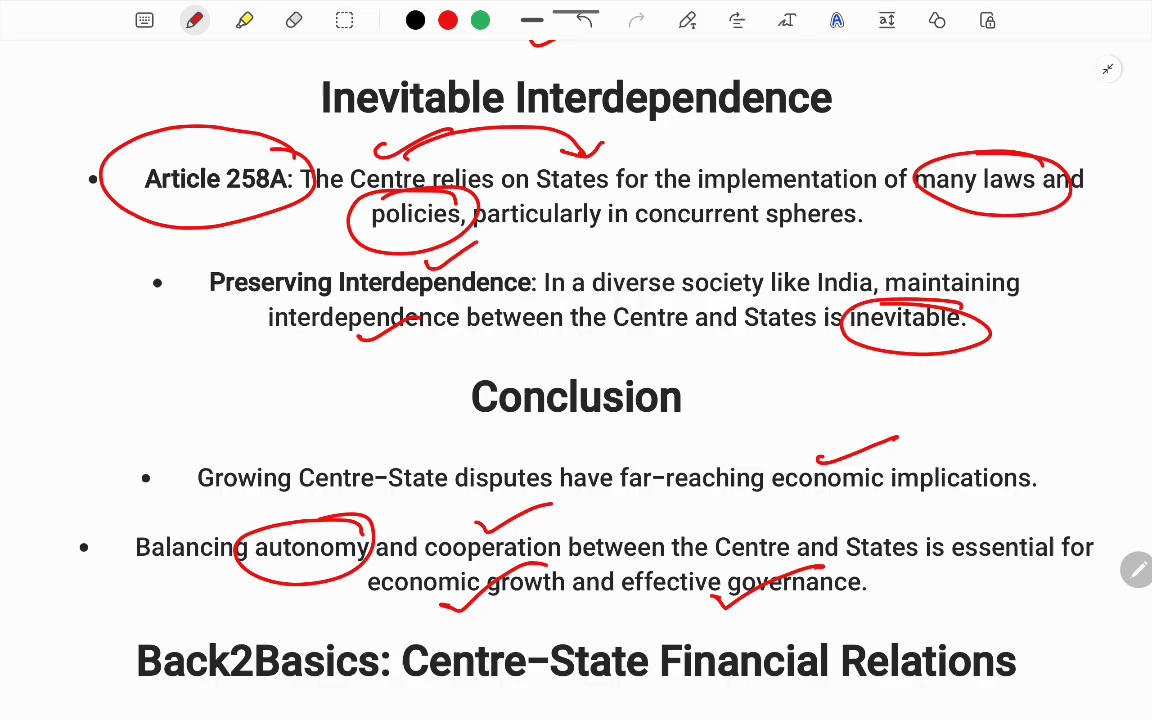 Inevitable Interdependence
• Article 258A: The Centre relies on States for the implementation of many laws and
policies, particularly in concurrent spheres.
• Preserving Interdependence: In a diverse society like India, maintaining
interdependence between the Centre and States is inevitable.
Conclusion
• Growing Centre-State disputes have far-reaching economic implications.
• Balancing autonomy and cooperation between the Centre and States is essential for
economic growth and effective governance.
Back2Basics: Centre-State Financial Relations